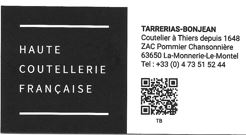 HAUTE
COUTELLERIE
FRANÇAISE
TARRERIAS-BONJEAN
Coutelier à Thiers depuis 1648
ZAC Pommier Chansonnière
63650 La-Monnerie-Le-Montel
Tel : +33 (0) 4 73 51 52 44
TB